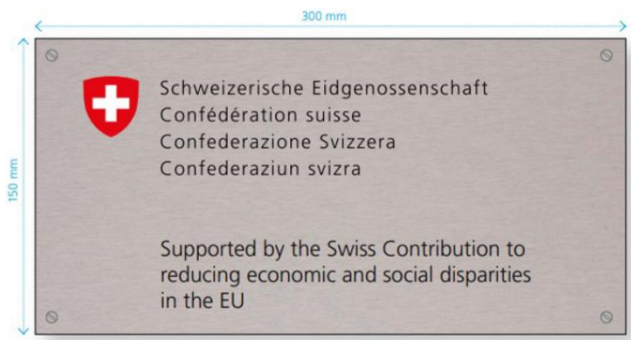 300 mm
150 mm
Schweizerische Eidgenossenschaft
Confédération suisse
Confederazione Svizzera
Confederaziun svizra
Supported by the Swiss Contribution to
reducing economic and social disparities
in the EU